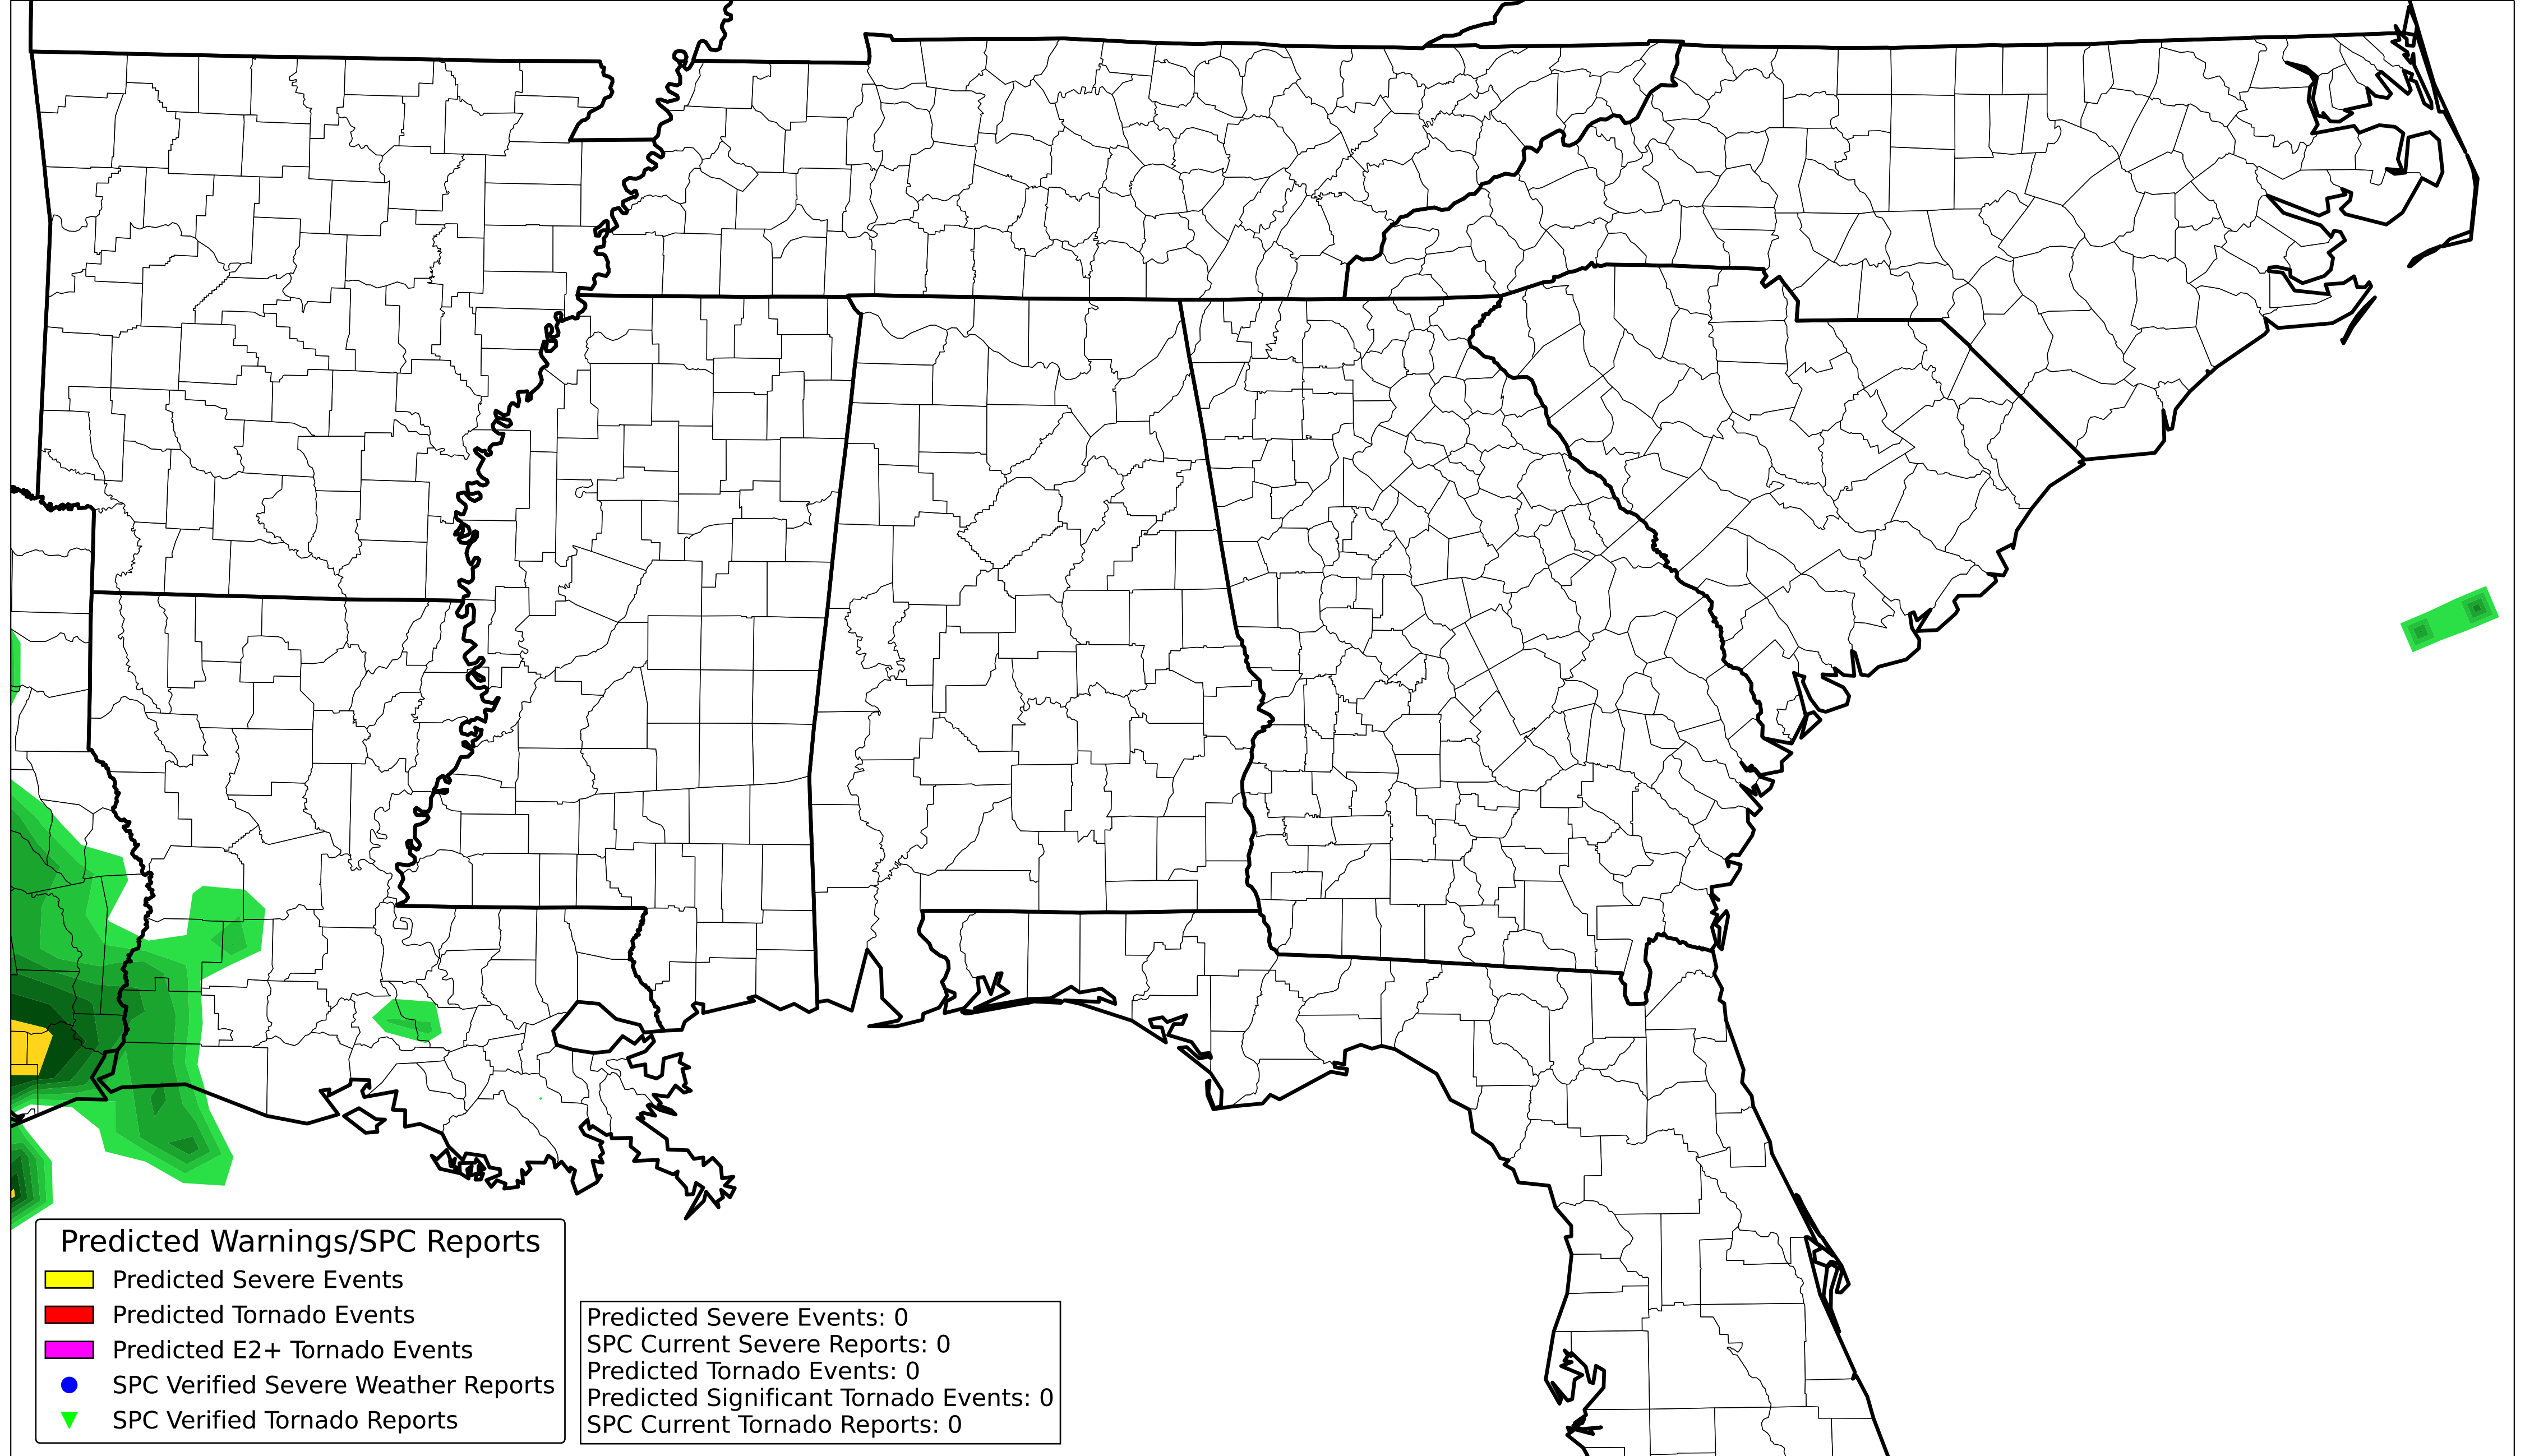 Predicted Warnings/SPC Reports
Predicted Severe Events
Predicted Tornado Events
Predicted E2+ Tornado Events
SPC Verified Severe Weather Reports
SPC Verified Tornado Reports
Predicted Severe Events: 0
SPC Current Severe Reports: 0
Predicted Tornado Events: 0
Predicted Significant Tornado Events: 0
SPC Current Tornado Reports: 0